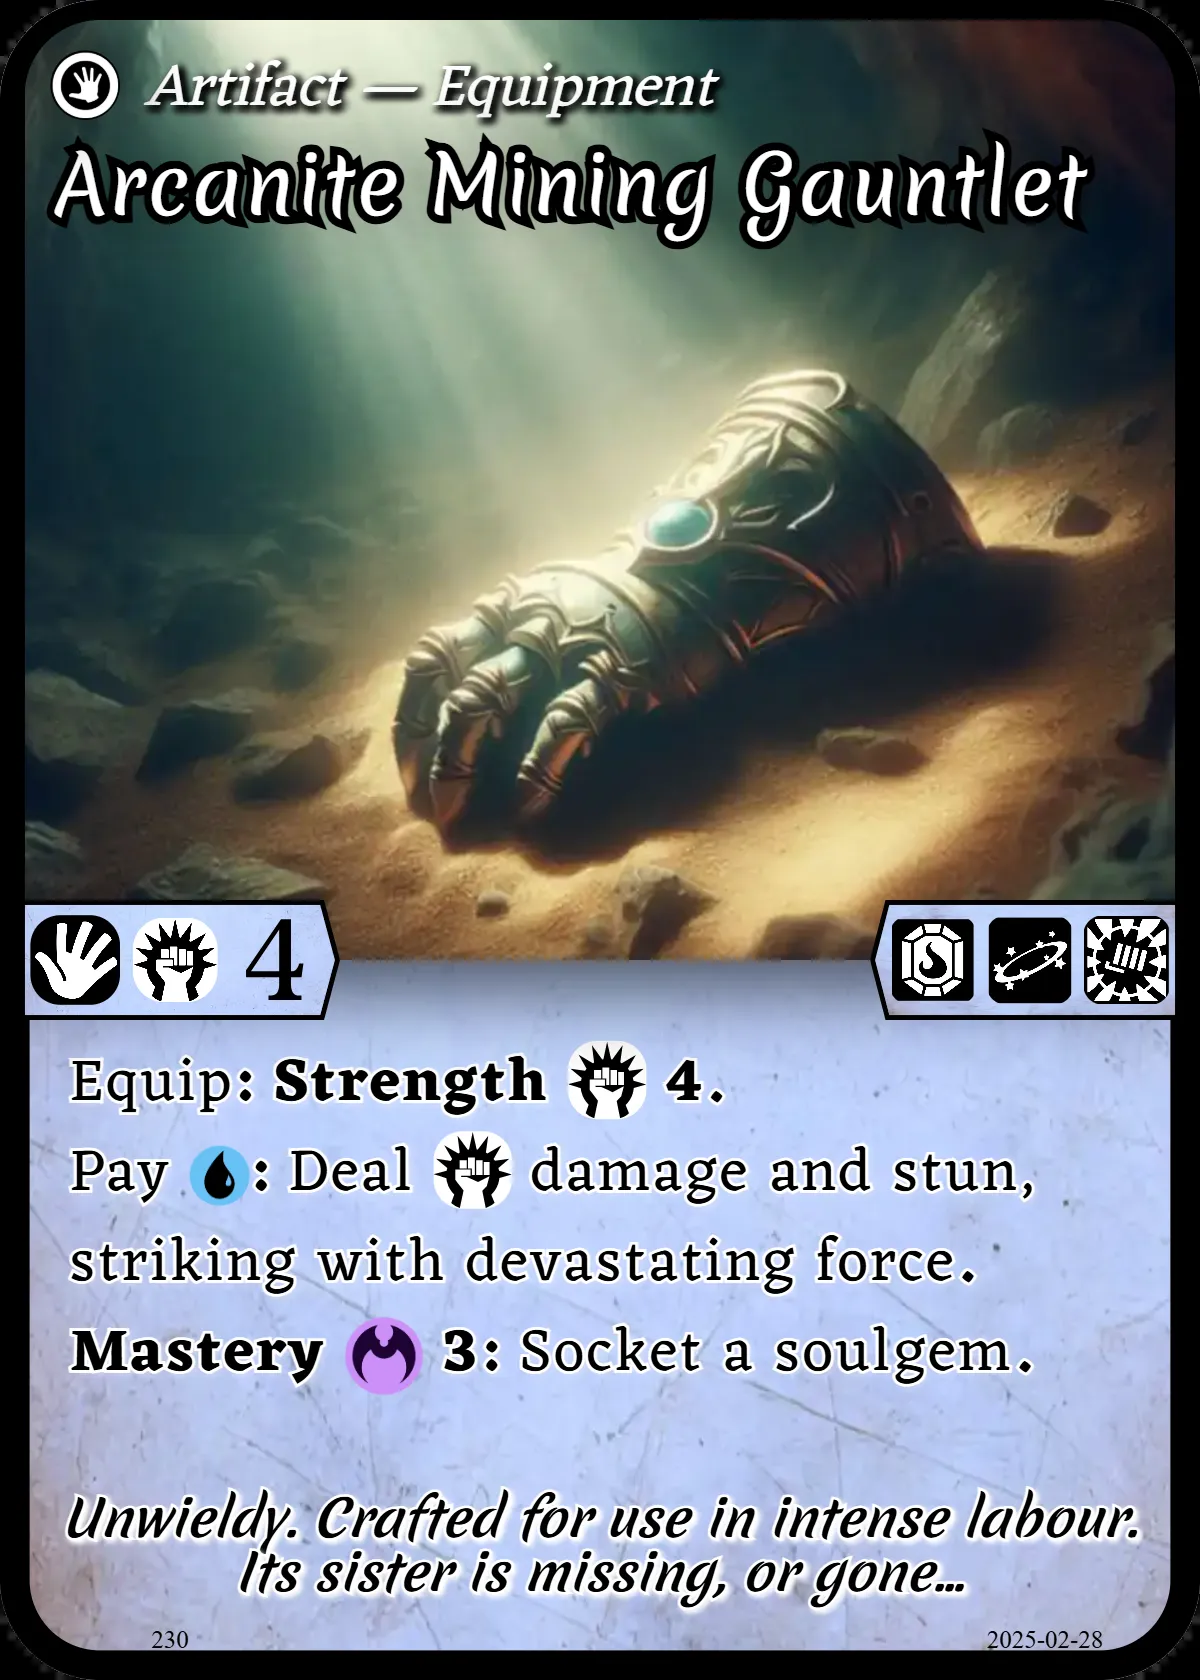 Artifact — Equipment
Arcanite Mining Gauntlet
4
Equip: Strength 4.
Pay : Deal damage and stun,
striking with devastating force.
Mastery 3: Socket a soulgem.
Unwieldy. Crafted for use in intense labour.
Its sister is missing, or gone...
230
2025-02-28